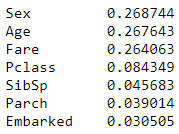 Sex 0.268744
Age 0.267643
Fare 0.264063
Pclass 0.084349
SibSp 0.045683
Parch 0.039014
Embarked 0.030505